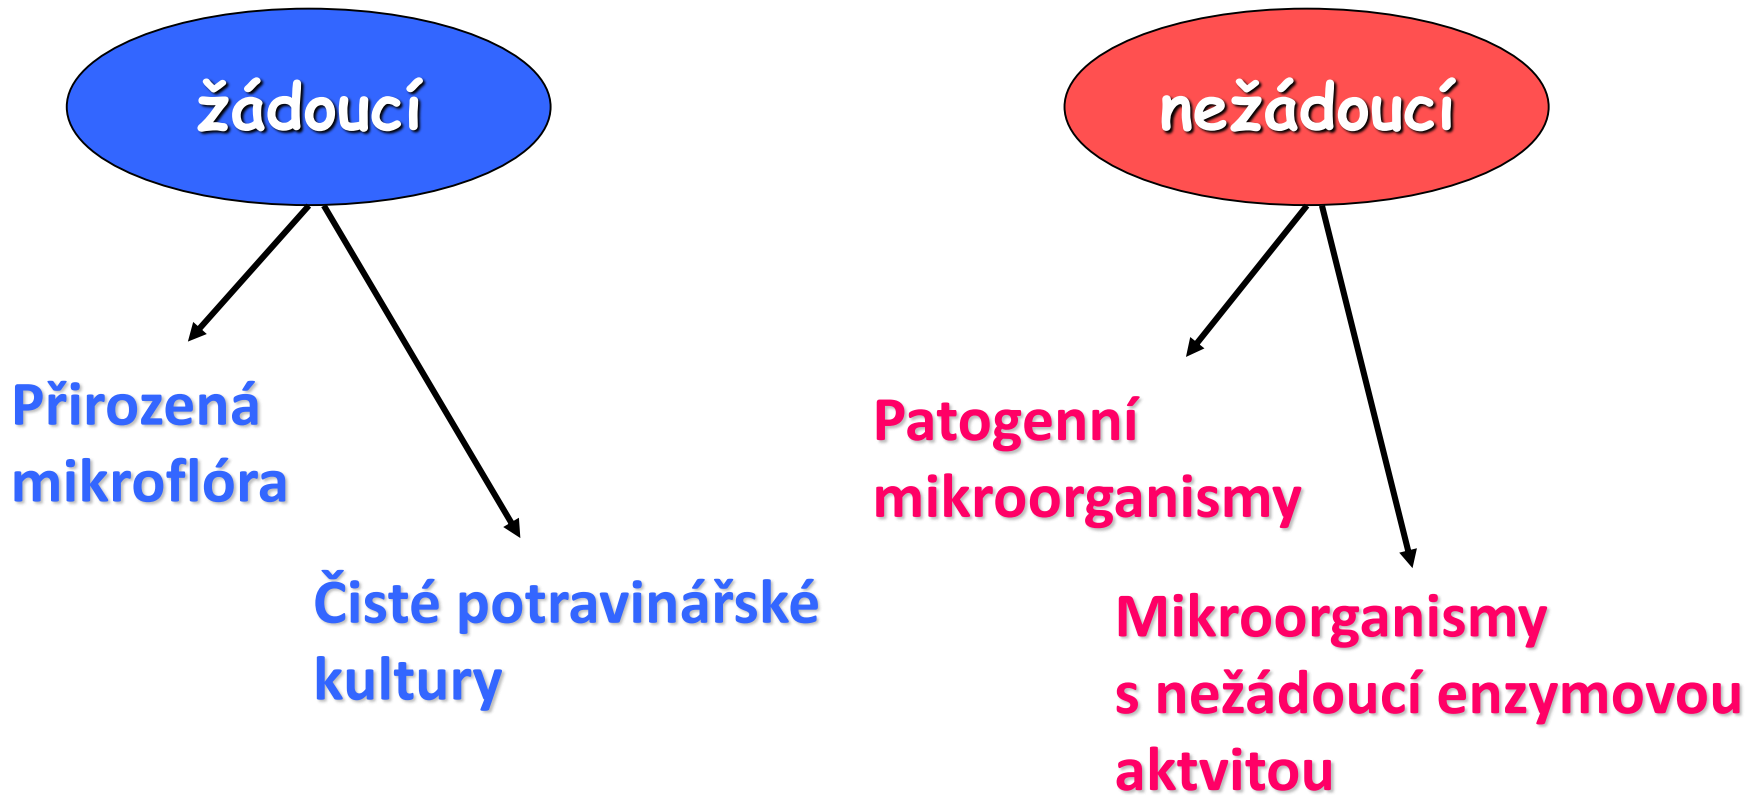 žádoucí
nežádoucí
Přirozená
mikroflóra
Čisté potravinářské
kultury
Patogenní
mikroorganismy
Mikroorganismy
s nežádoucí enzymovou
aktvitou